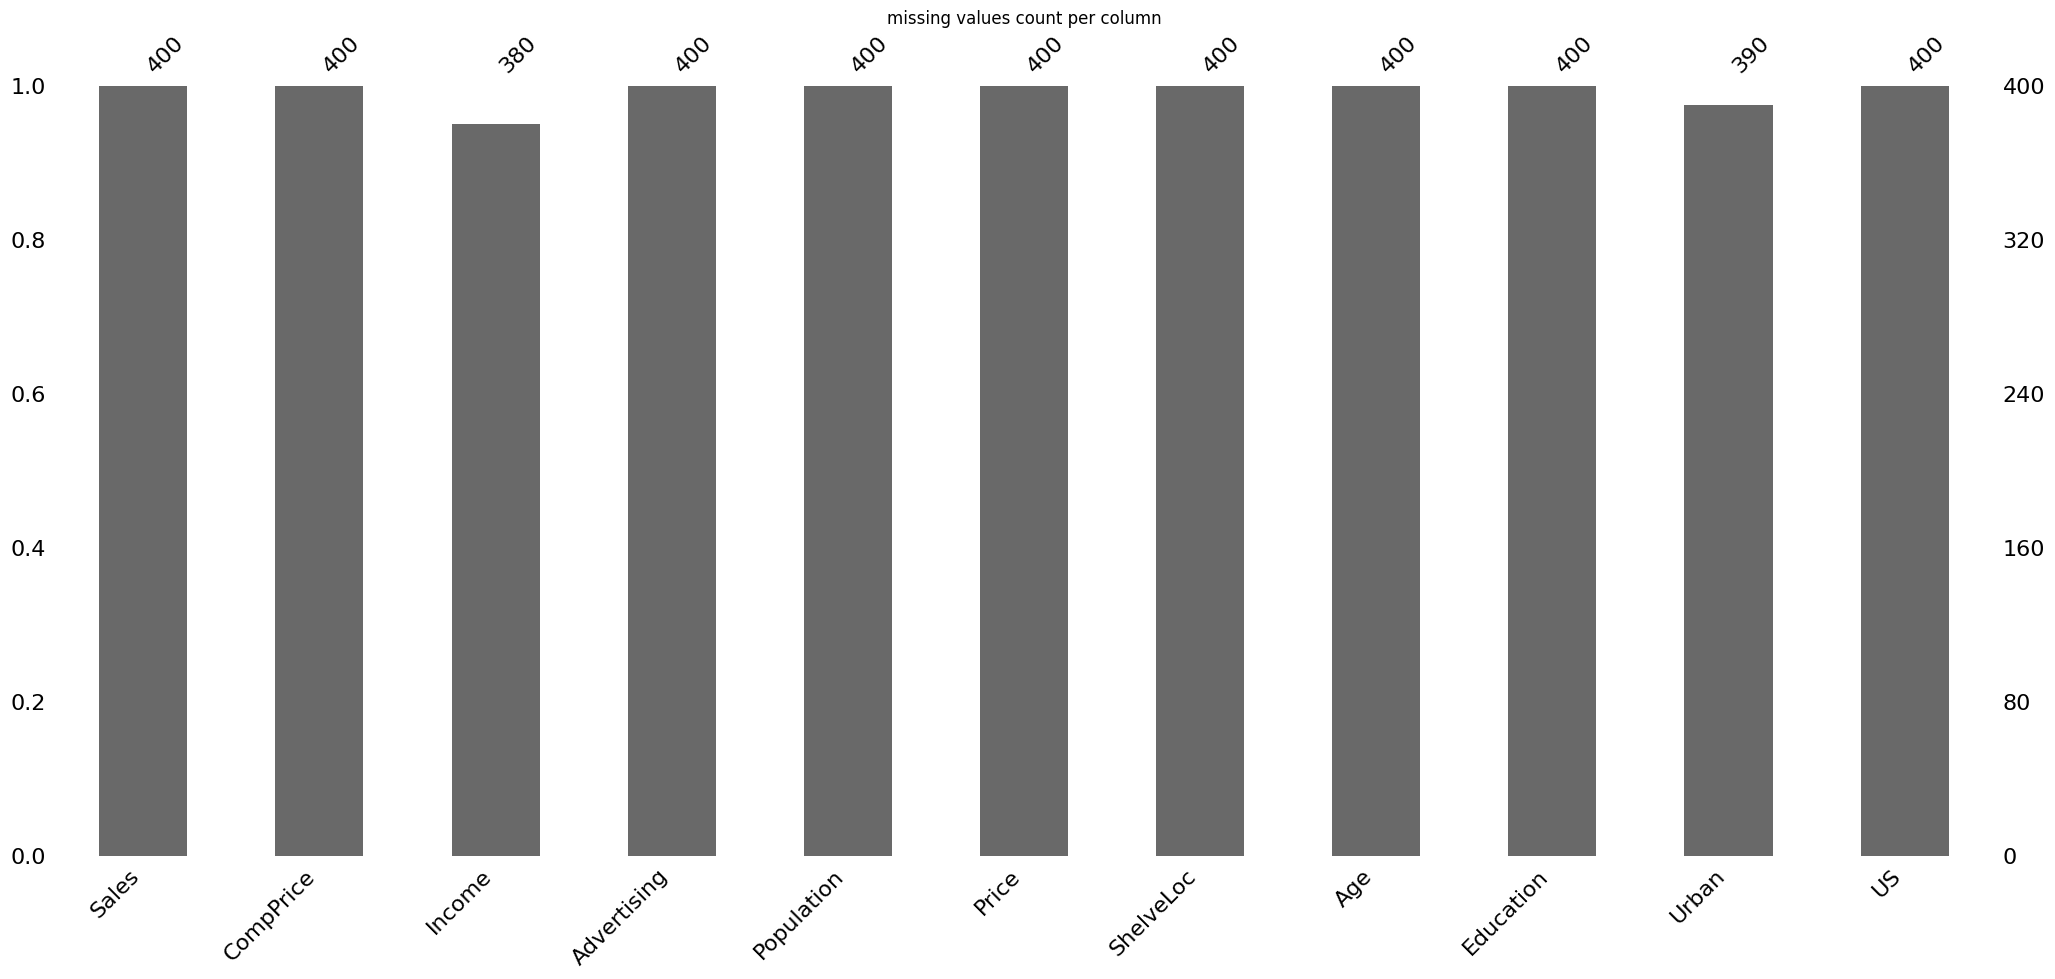 missing values count per column
400 400 380 400 400 400 400 400 400 390 400
1.0 400
0.8 320
0.6 240
0.4 160
0.2 80
0.0 0
Sales CompPrice Income Advertising Population Price ShelveLoc Age Education Urban US